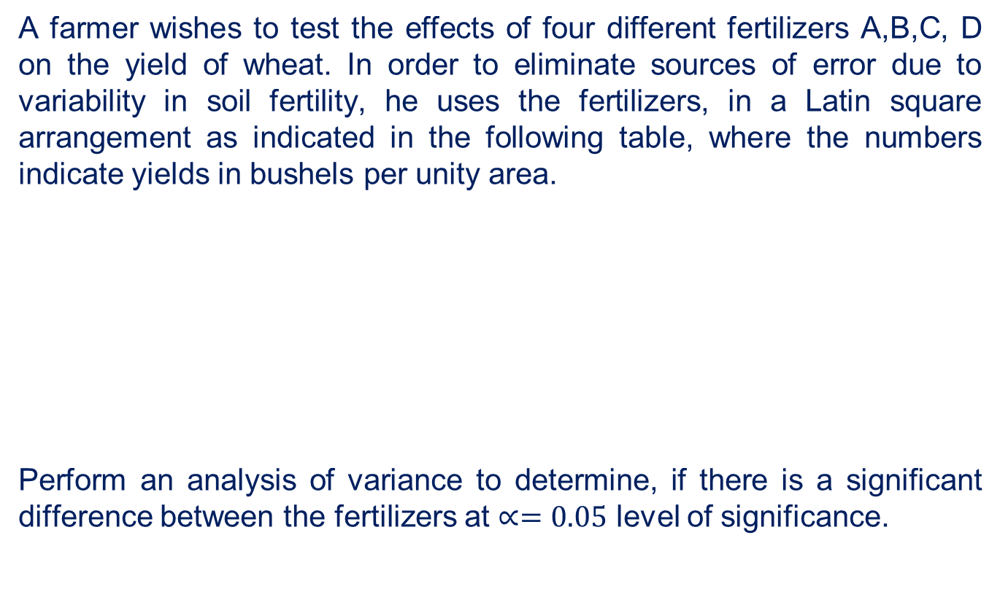 A farmer wishes to test the effects of four different fertilizers A,B,C, D
on the yield of wheat. In order to eliminate sources of error due to
variability in soil fertility, he uses the fertilizers, in a Latin square
arrangement as indicated in the following table, where the numbers
indicate yields in bushels per unity area.
Perform an analysis of variance to determine, if there is a significant
difference between the fertilizers at ∝= 0.05 level of significance.